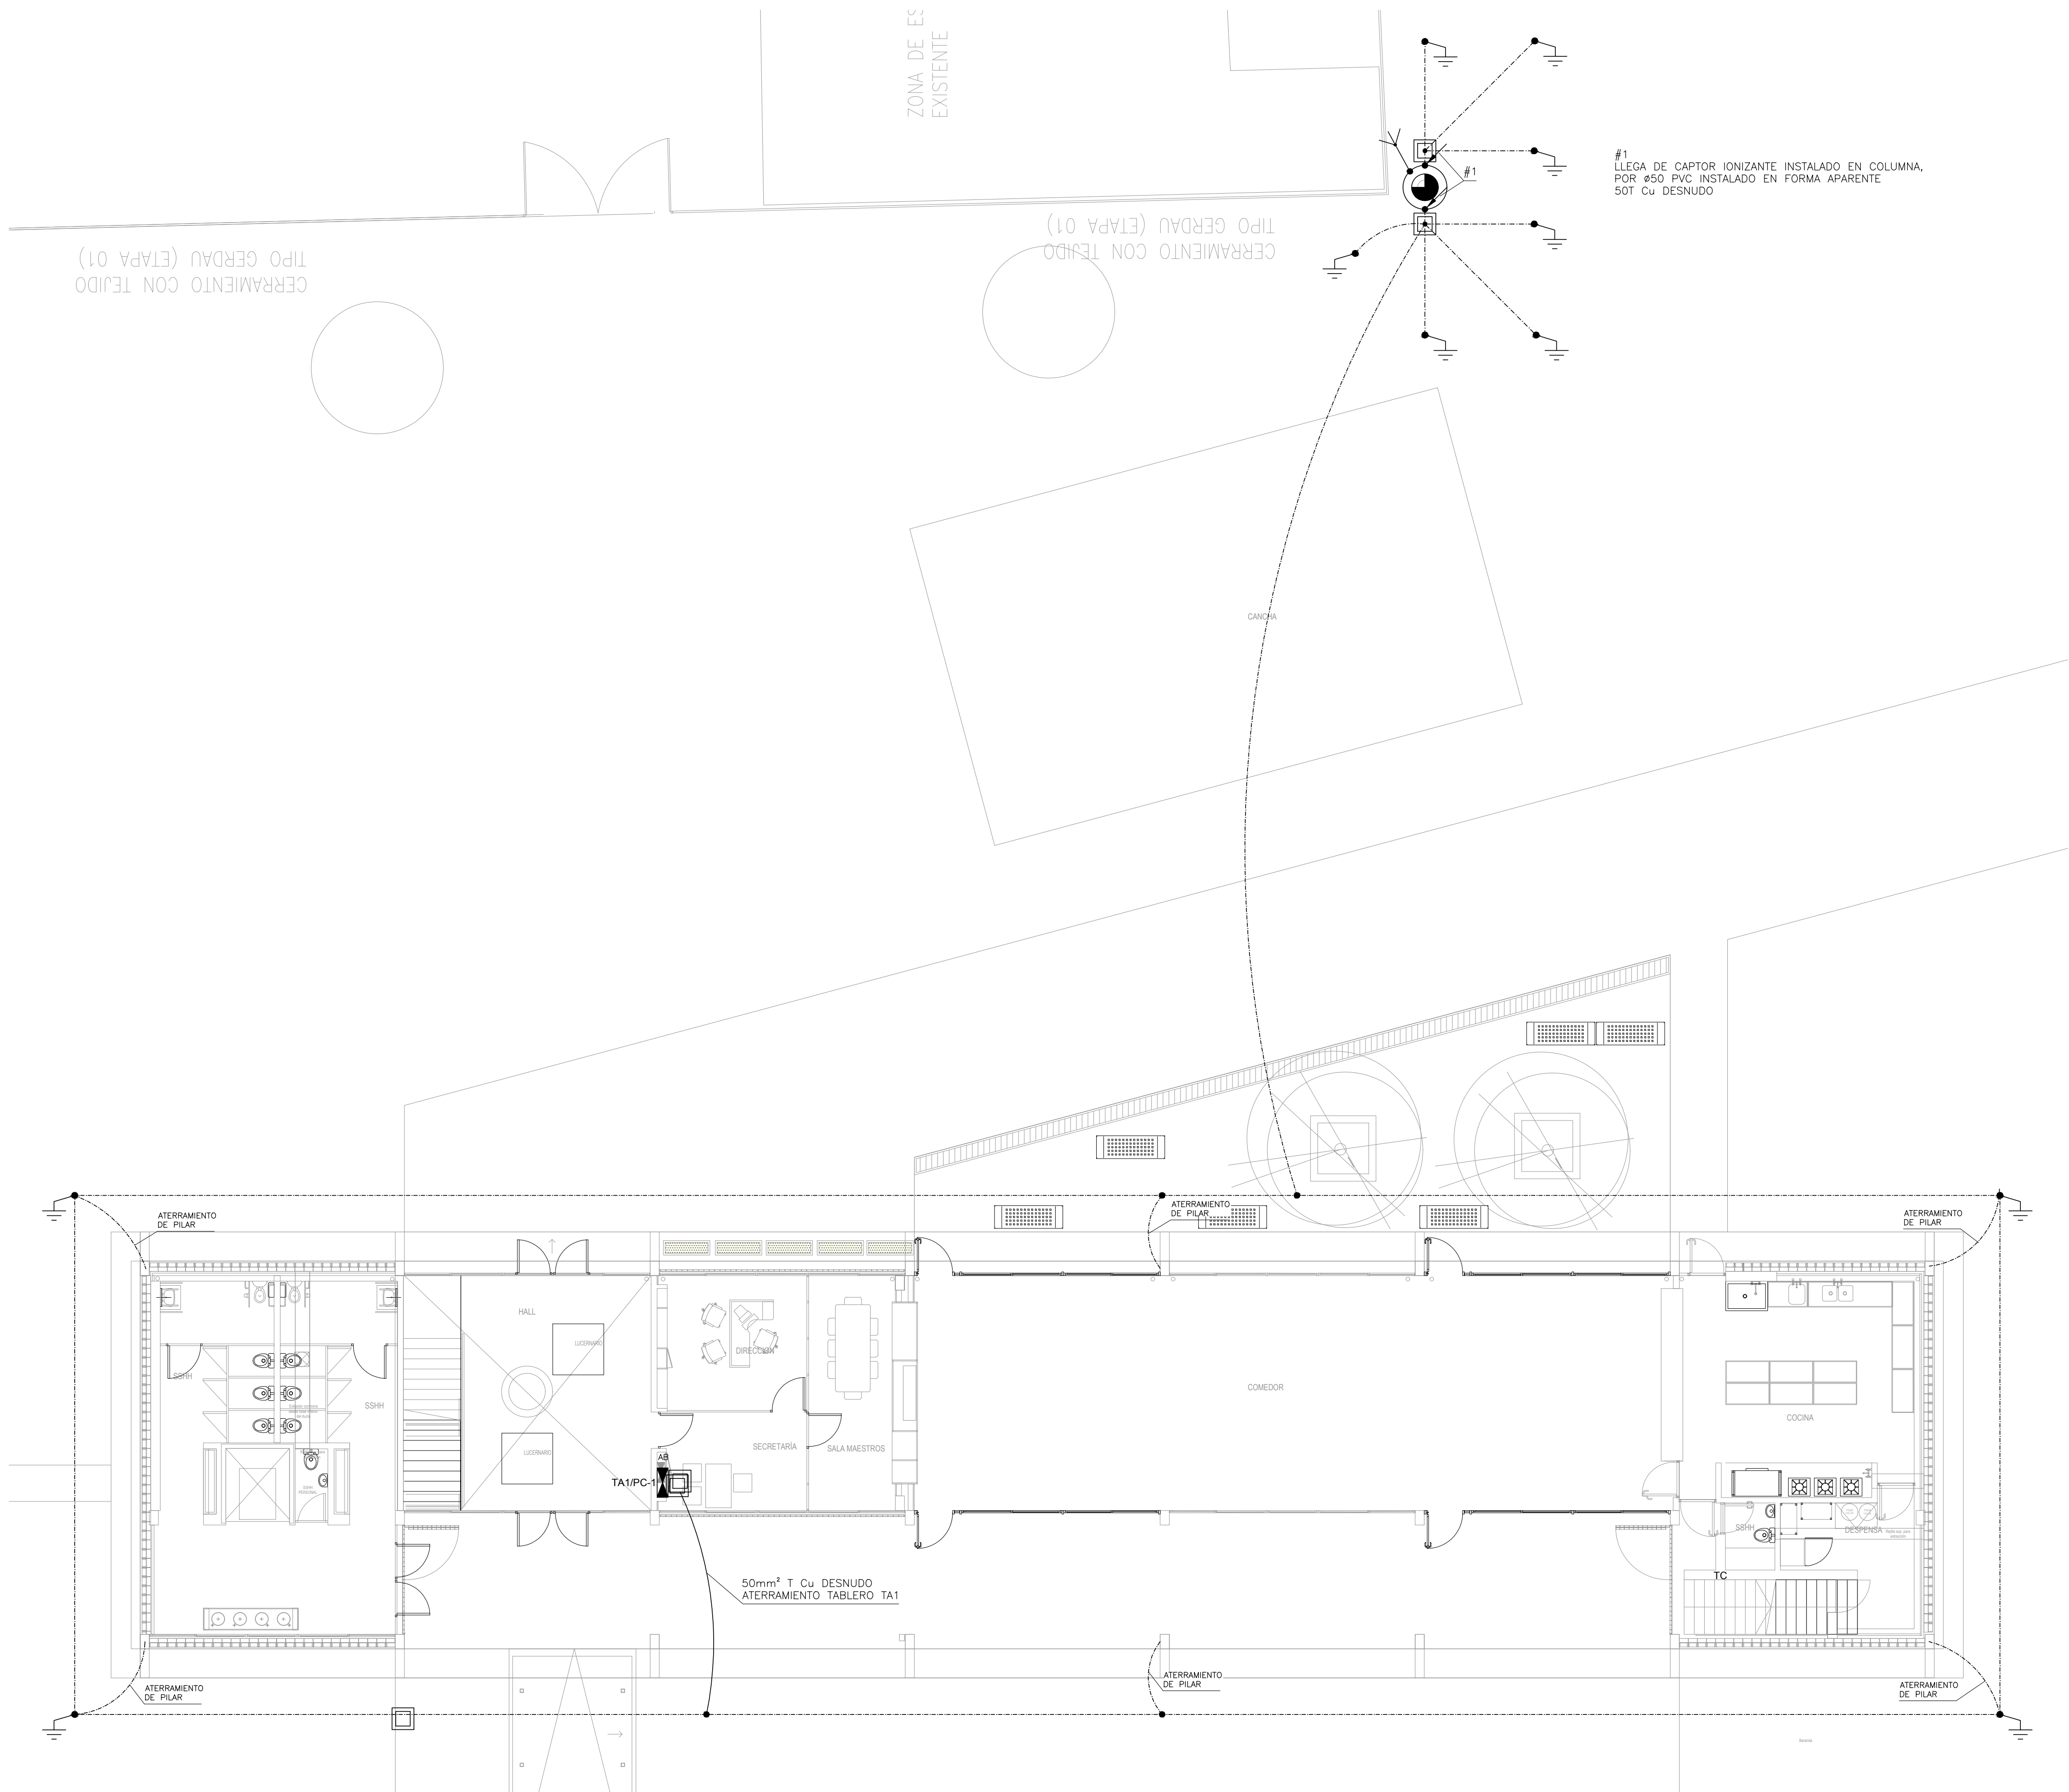 ZONA DE ES
EXISTENTE
#1
#1
LLEGA DE CAPTOR IONIZANTE INSTALADO EN COLUMNA,
POR ø50 PVC INSTALADO EN FORMA APARENTE
50T Cu DESNUDO
CERRAMIENTO CON TEJIDO
TIPO GERDAU (ETAPA 01)
CERRAMIENTO CON TEJIDO
TIPO GERDAU (ETAPA 01)
CANCHA
ATERRAMIENTO
DE PILAR
ATERRAMIENTO
DE PILAR
ATERRAMIENTO
DE PILAR
HALL
LUCERNARIO
DIRECCIÓN
SSHH
SSHH
COMEDOR
COCINA
LUCERNARIO
SECRETARÍA
SALA MAESTROS
AB
TA1/PC-1
SSHH
PERSONAL
SSHH
DESPENSA
TC
50mm² T Cu DESNUDO
ATERRAMIENTO TABLERO TA1
ATERRAMIENTO
DE PILAR
ATERRAMIENTO
DE PILAR
ATERRAMIENTO
DE PILAR